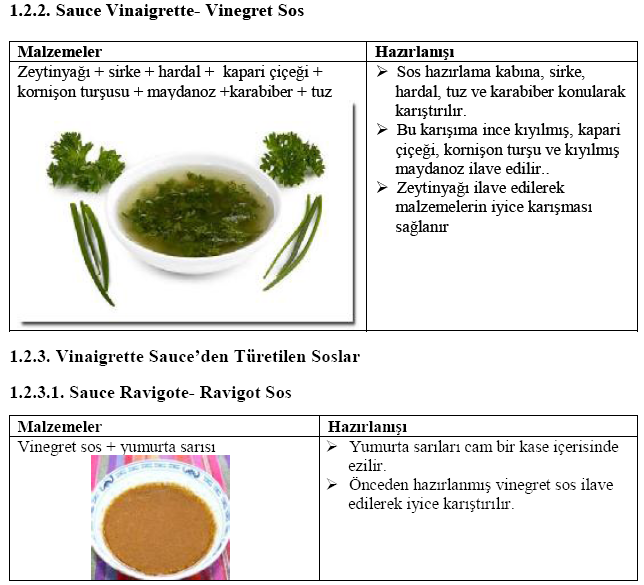 1.2.2. Sauce Vinaigrette- Vinegret Sos
Malzemeler
Zeytinyağı + sirke + hardal + kapari çiçeği +
kornişon turşusu + maydanoz +karabiber + tuz
Hazırlanışı
➢ Sos hazırlama kabına, sirke,
hardal, tuz ve karabiber konularak
karıştırılır.
➢ Bu karışıma ince kıyılmış, kapari
çiçeği, kornişon turşu ve kıyılmış
maydanoz ilave edilir..
➢ Zeytinyağı ilave edilerek
malzemelerin iyice karışması
sağlanır
1.2.3. Vinaigrette Sauce’den Türetilen Soslar
1.2.3.1. Sauce Ravigote- Ravigot Sos
Malzemeler
Vinegret sos + yumurta sarısı
Hazırlanışı
➢ Yumurta sarıları cam bir kase içerisinde
ezilir.
➢ Önceden hazırlanmış vinegret sos ilave
edilerek iyice karıştırılır.